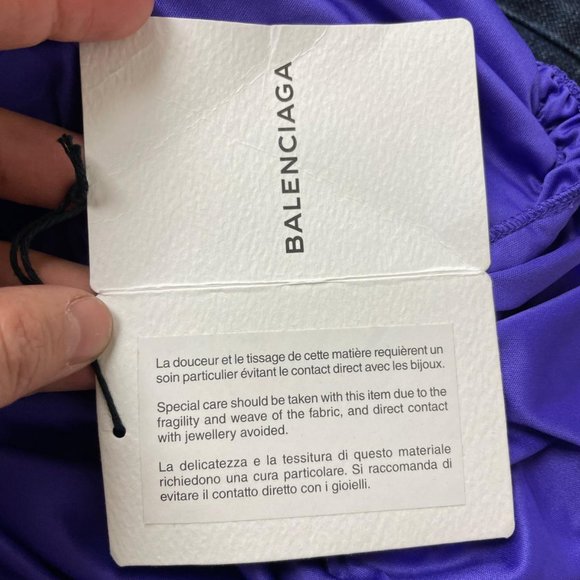 BALENCIAGA
La douceur et le tissage de cette matière requièrent un
soin particulier évitant le contact direct avec les bijoux.
Special care should be taken with this item due to the
fragility and weave of the fabric, and direct contact
with jewellery avoided.
La delicatezza e la tessitura di questo materiale
richiedono una cura particolare. Si raccomanda di
evitare il contatto diretto con i gioielli.